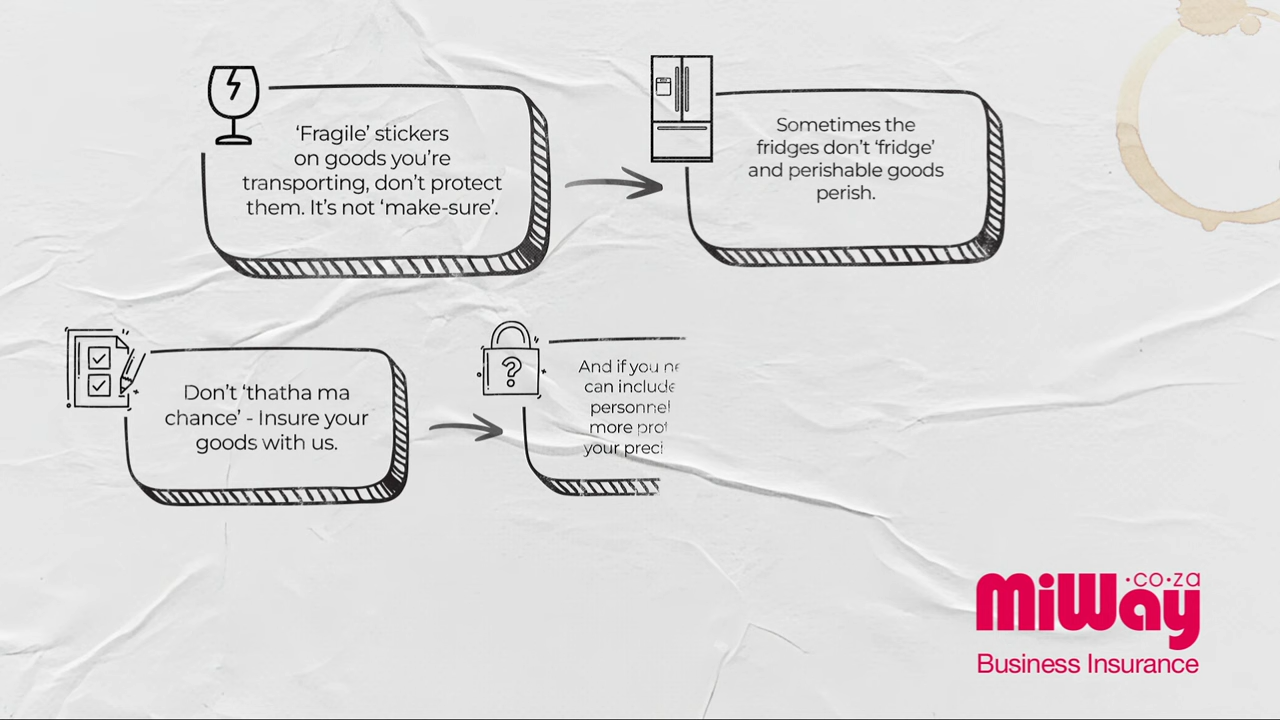 ‘Fragile’ stickers
on goods you’re
transporting, don’t protect
them. It’s not ‘make-sure’.
Sometimes the
fridges don’t ‘fridge’
and perishable goods
perish.
Don’t ‘thatha ma
chance’ - Insure your
goods with us.
?
And if you
can include
personnel
more
your
MiWay.co.za
Business Insurance